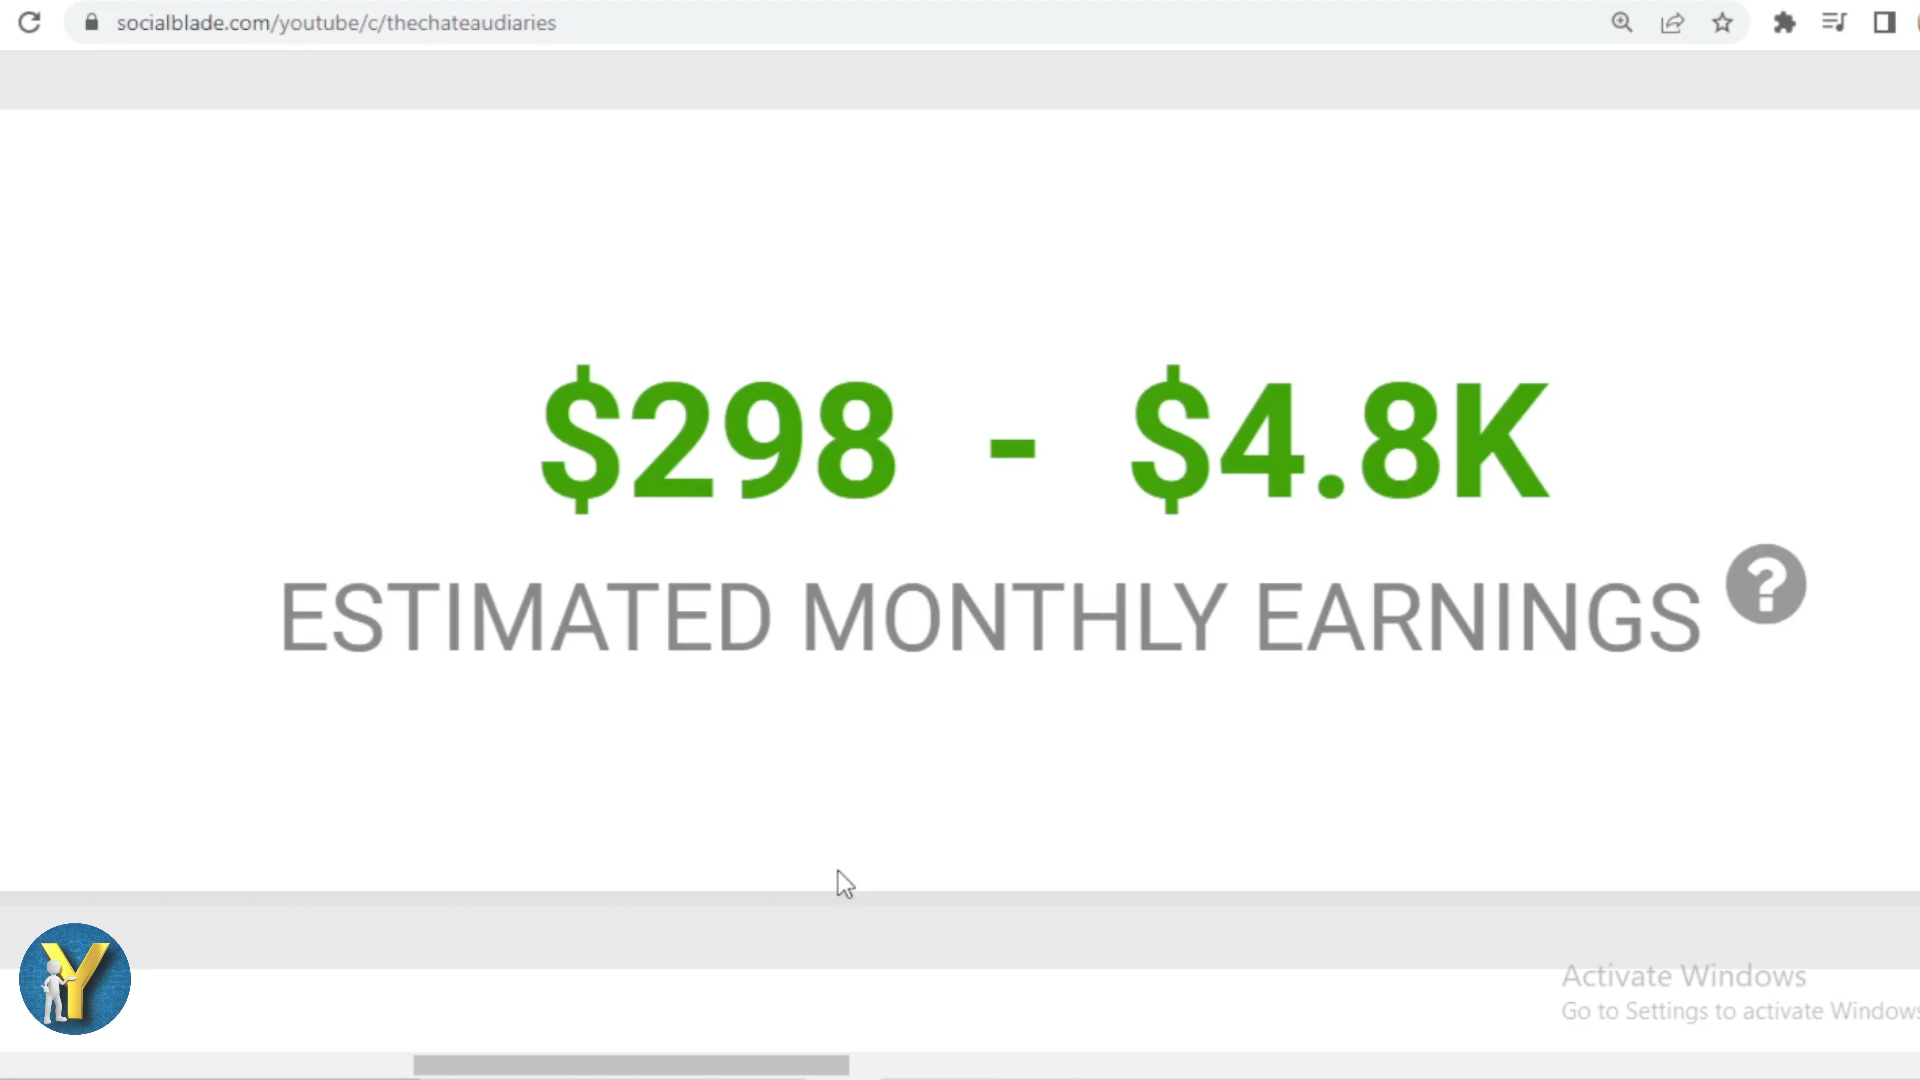 socialblade.com/youtube/c/thechateaudiaries
$298 - $4.8K
ESTIMATED MONTHLY EARNINGS ?
Y
Activate Windows
Go to Settings to activate Windows